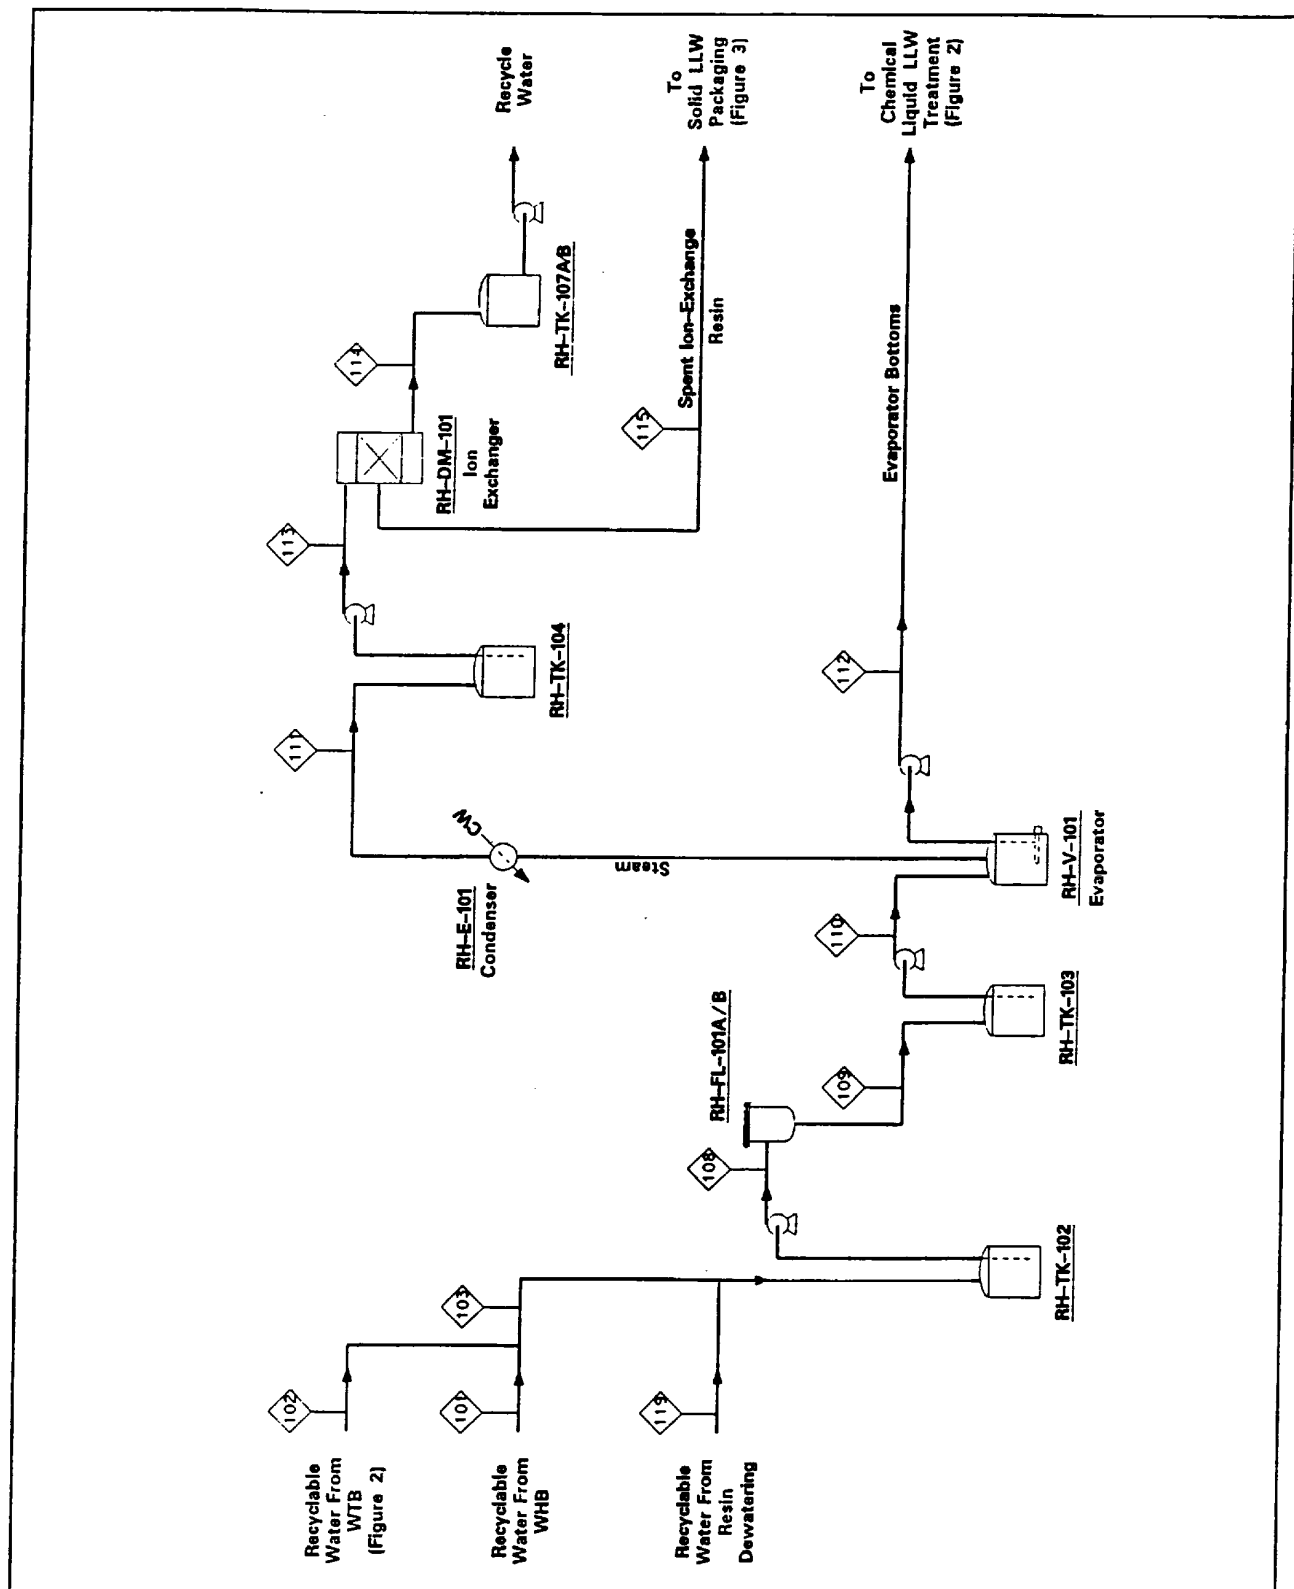 Recyclable
Water From
WTB
(Figure 2)
102
Recyclable
Water From
WHB
101
103
Recyclable
Water From
Resin
Dewatering
119
RH-TK-102
108
RH-FL-101A/B
109
RH-TK-103
110
RH-V-101
Evaporator
Steam
RH-E-101
Condenser
CW
111
RH-TK-104
113
RH-DM-101
Ion
Exchanger
114
RH-TK-107A/B
Recycle
Water
115
Spent Ion-Exchange
Resin
To
Solid LLW
Packaging
(Figure 3)
112
Evaporator Bottoms
To
Chemical
Liquid LLW
Treatment
(Figure 2)